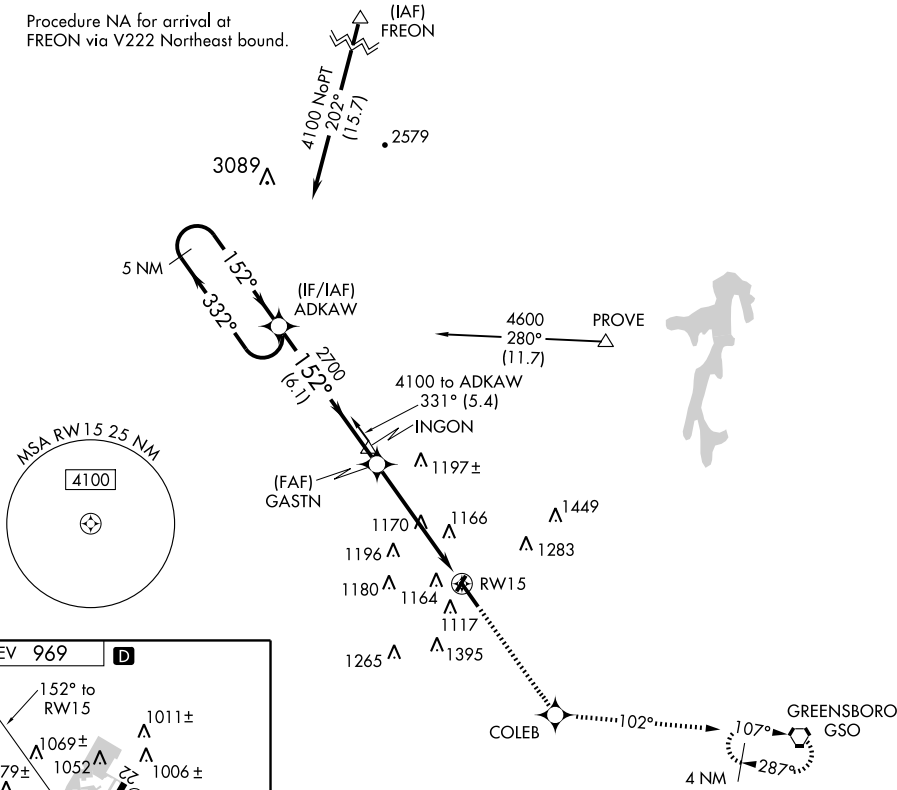 Procedure NA for arrival at
FREON via V222 Northeast bound.
(IAF)
FREON
4100 NoPT
202°
(15.7)
2579
3089
5 NM
152°
332°
(IF/IAF)
ADKAW
4600
280°
(11.7)
PROVE
2700
152°
(6.1)
4100 to ADKAW
331° (5.4)
INGON
(FAF)
GASTN
1197±
MSA RW15 25 NM
4100
1170
1166
1449
1196
1283
1180
1164
RW15
1117
1265
1395
COLEB
102°
107°
287°
4 NM
GREENSBORO
GSO
EV 969
D
152° to
RW15
1011±
1069±
1052
1006±
79±
22